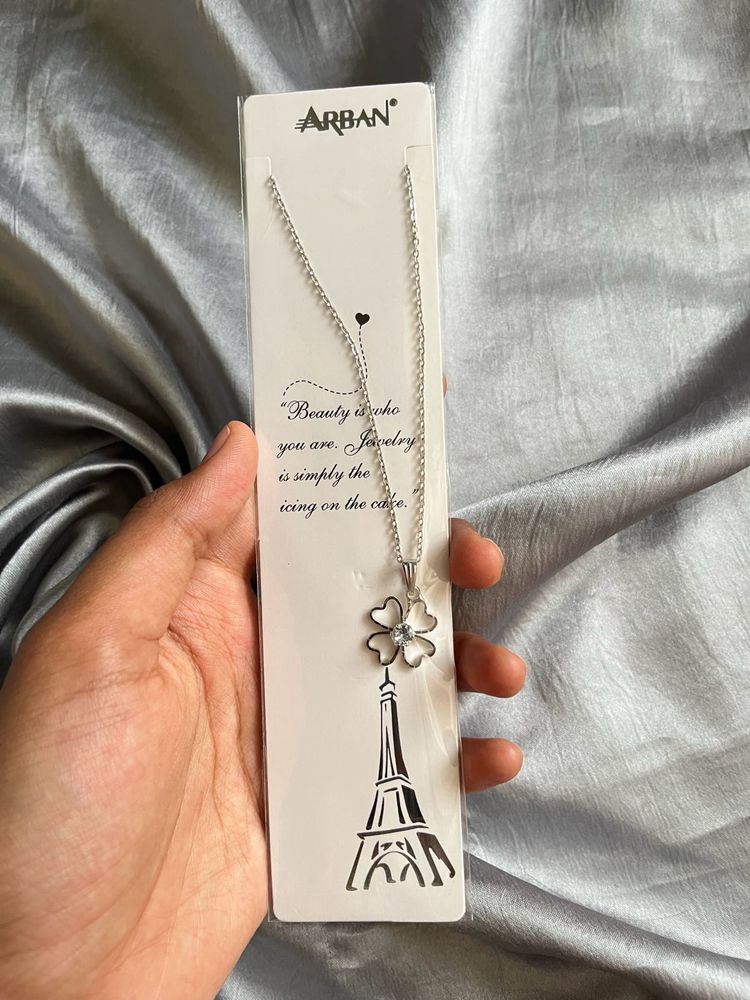 ARBAN®
"Beauty is who
you are. Jewelry
is simply the
icing on the cake."